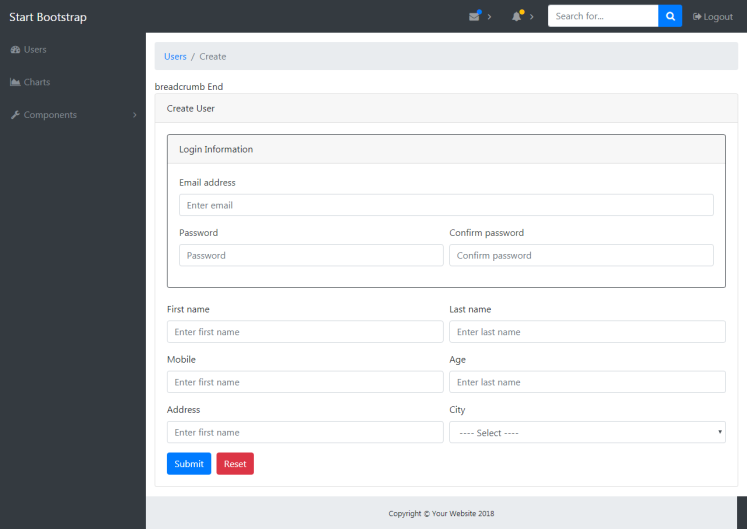 Start Bootstrap
Search for...
Logout
Users
Charts
Components
Users / Create
breadcrumb End
Create User
Login Information
Email address
Enter email
Password Confirm password
Password Confirm password
First name Last name
Enter first name Enter last name
Mobile Age
Enter first name Enter last name
Address City
Enter first name ---- Select ----
Submit Reset
Copyright © Your Website 2018